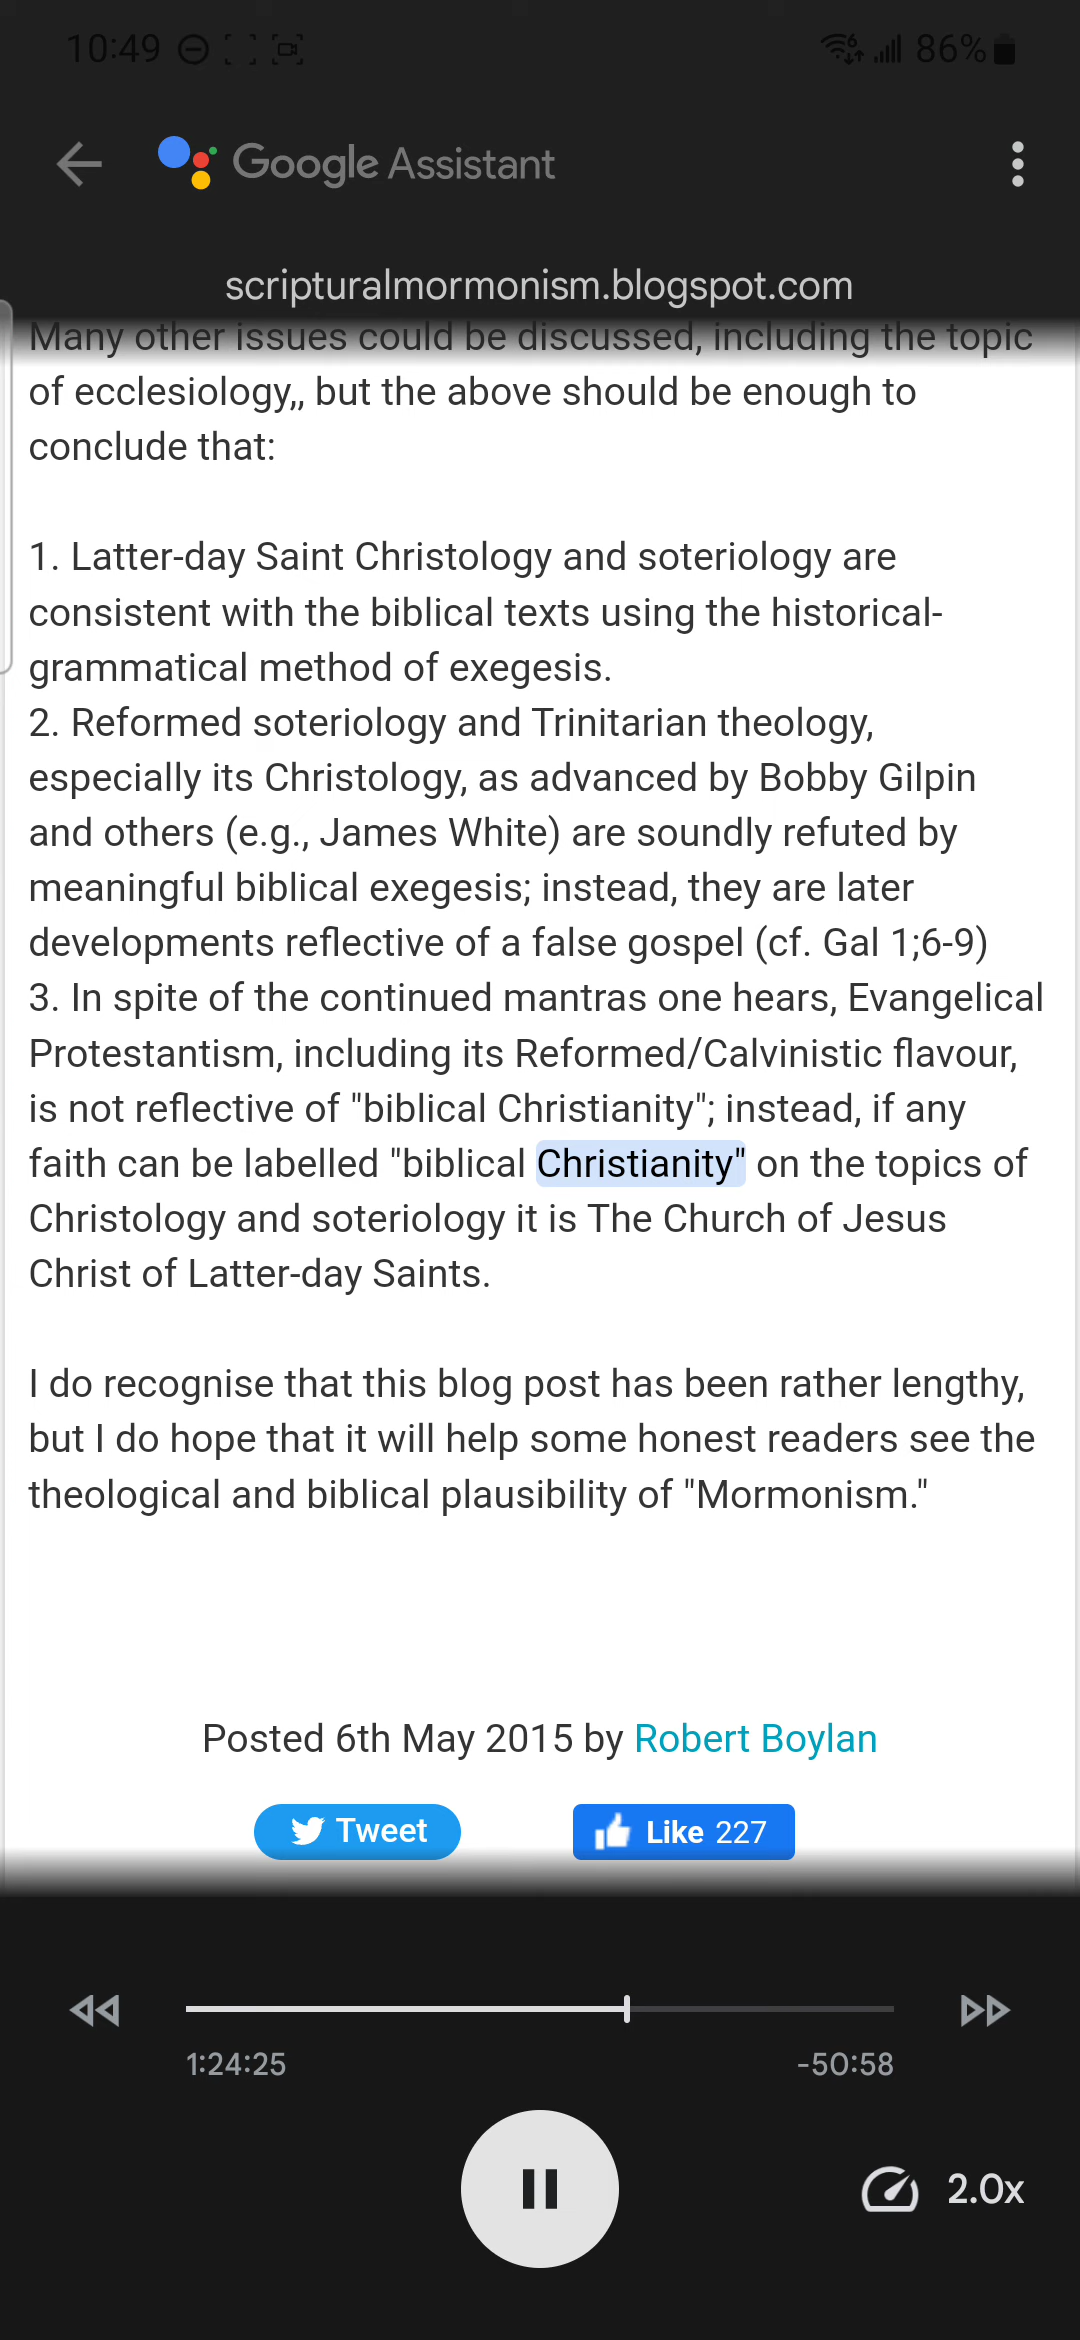 10:49
86%
Google Assistant
scripturalmormonism.blogspot.com
Many other issues could be discussed, including the topic
of ecclesiology,, but the above should be enough to
conclude that:
1. Latter-day Saint Christology and soteriology are
consistent with the biblical texts using the historical-
grammatical method of exegesis.
2. Reformed soteriology and Trinitarian theology,
especially its Christology, as advanced by Bobby Gilpin
and others (e.g., James White) are soundly refuted by
meaningful biblical exegesis; instead, they are later
developments reflective of a false gospel (cf. Gal 1;6-9)
3. In spite of the continued mantras one hears, Evangelical
Protestantism, including its Reformed/Calvinistic flavour,
is not reflective of "biblical Christianity"; instead, if any
faith can be labelled "biblical Christianity" on the topics of
Christology and soteriology it is The Church of Jesus
Christ of Latter-day Saints.
I do recognise that this blog post has been rather lengthy,
but I do hope that it will help some honest readers see the
theological and biblical plausibility of "Mormonism."
Posted 6th May 2015 by Robert Boylan
Tweet
Like 227
1:24:25
-50:58
2.0x